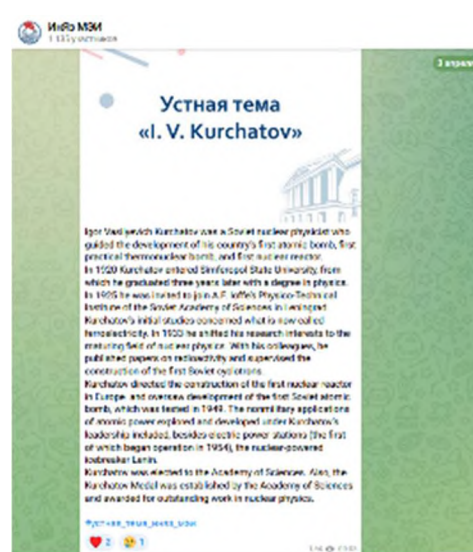 ИнЯз МЭИ
1 135 участников
3 апреля
Устная тема
«I. V. Kurchatov»
Igor Vasilyevich Kurchatov was a Soviet nuclear physicist who
guided the development of his country's first atomic bomb, first
practical thermonuclear bomb, and first nuclear reactor.
In 1920 Kurchatov entered Simferopol State University, from
which he graduated three years later with a degree in physics.
In 1925 he was invited to join A.F. Ioffe's Physico-Technical
Institute of the Soviet Academy of Sciences in Leningrad.
Kurchatov's initial studies concerned what is now called
ferroelectricity. In 1933 he shifted his research interests to the
maturing field of nuclear physics. With his colleagues, he
published papers on radioactivity and supervised the
construction of the first Soviet cyclotrons.
Kurchatov directed the construction of the first nuclear reactor
in Europe and oversaw development of the first Soviet atomic
bomb, which was tested in 1949. The nonmilitary applications
of atomic power explored and developed under Kurchatov's
leadership included, besides electric power stations (the first
of which began operation in 1954), the nuclear-powered
icebreaker Lenin.
Kurchatov was elected to the Academy of Sciences. Also, the
Kurchatov Medal was established by the Academy of Sciences
and awarded for outstanding work in nuclear physics.
#устная_тема_иняз_мэи
2 1